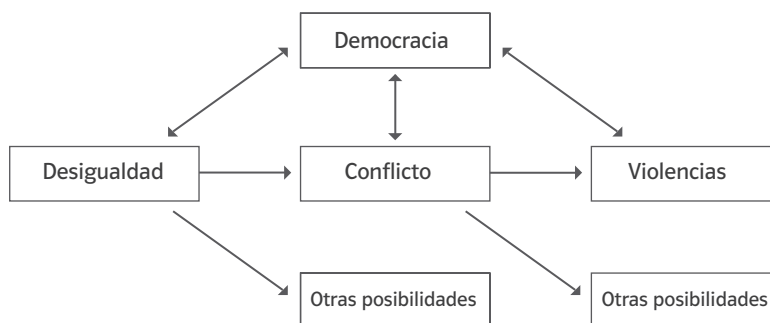 Democracia
Desigualdad
Conflicto
Violencias
Otras posibilidades
Otras posibilidades